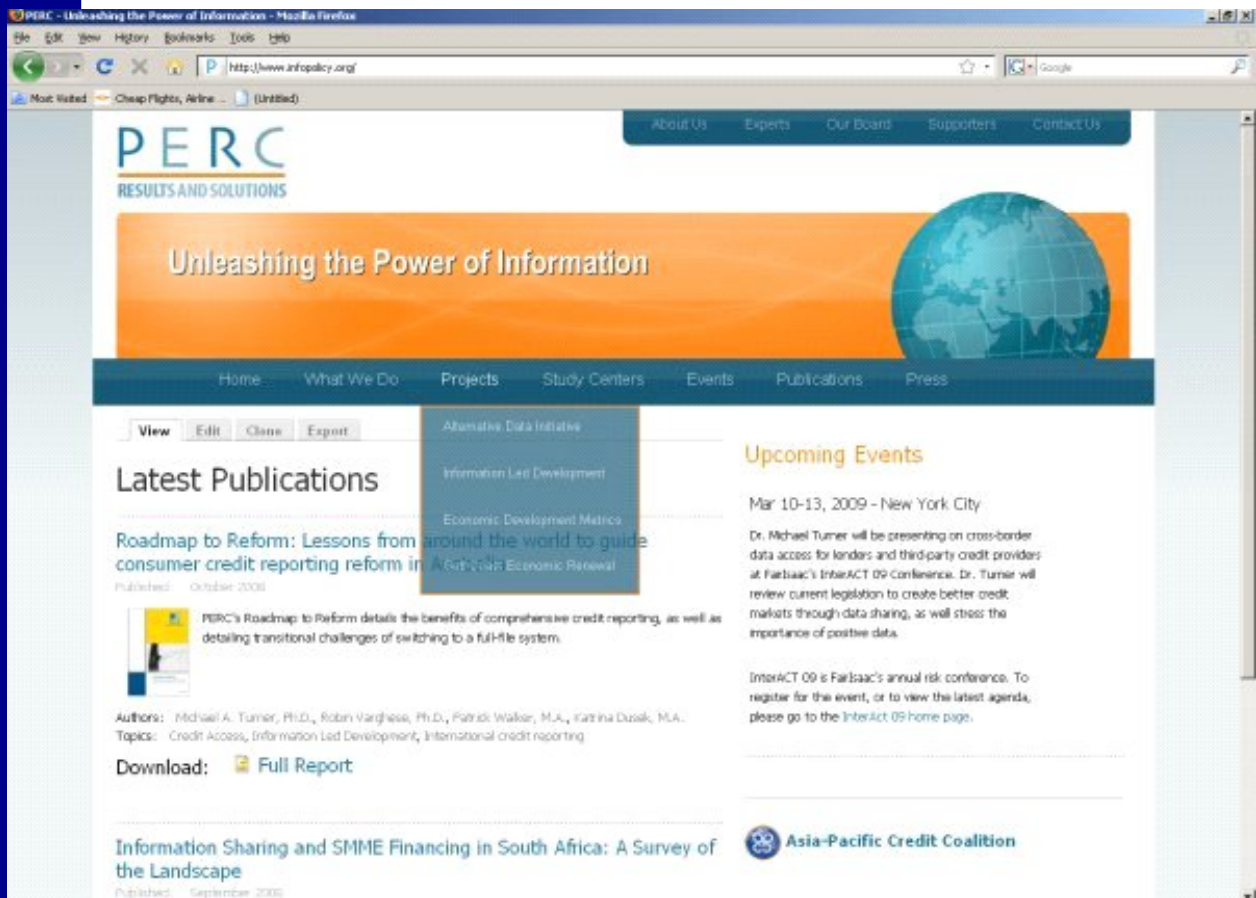 PERC - Unleashing the Power of Information - Mozilla Firefox
File Edit View History Bookmarks Tools Help
http://www.infopolicy.org/
Google
Most Visited Cheap Flights, Airline ... (Untitled)
About Us Experts Our Board Supporters Contact Us
PERC
RESULTS AND SOLUTIONS
Unleashing the Power of Information
Home What We Do Projects Study Centers Events Publications Press
View Edit Clone Export
Alternative Data Initiative
Information Led Development
Economic Development Metrics
Economic Renewal
Latest Publications
Roadmap to Reform: Lessons from around the world to guide
consumer credit reporting reform in
Published: October 2008
PERC's Roadmap to Reform details the benefits of comprehensive credit reporting, as well as
detailing transitional challenges of switching to a full-file system.
Authors: Michael A. Turner, Ph.D., Robin Varghese, Ph.D., Patrick Walker, M.A., Katrina Dusek, M.A.
Topics: Credit Access, Information Led Development, International credit reporting
Download: Full Report
Information Sharing and SMME Financing in South Africa: A Survey of
the Landscape
Published: September 2008
Upcoming Events
Mar 10-13, 2009 - New York City
Dr. Michael Turner will be presenting on cross-border
data access for lenders and third-party credit providers
at FairIsaac's InterACT 09 Conference. Dr. Turner will
review current legislation to create better credit
markets through data sharing, as well stress the
importance of positive data.
InterACT 09 is FairIsaac's annual risk conference. To
register for the event, or to view the latest agenda,
please go to the InterAct 09 home page.
Asia-Pacific Credit Coalition